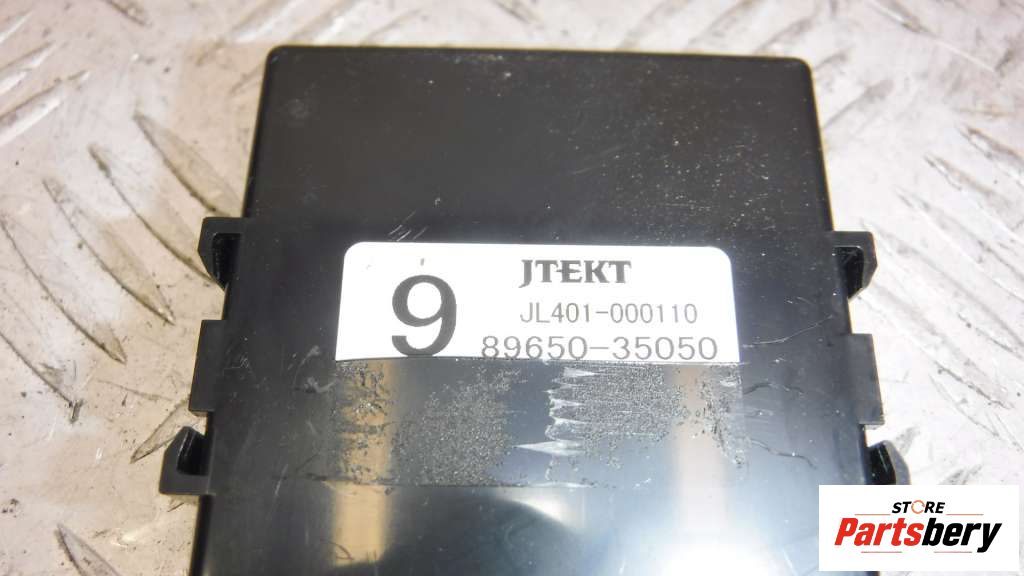 JTEKT
9
JL401-000110
89650-35050
STORE
Partsbery